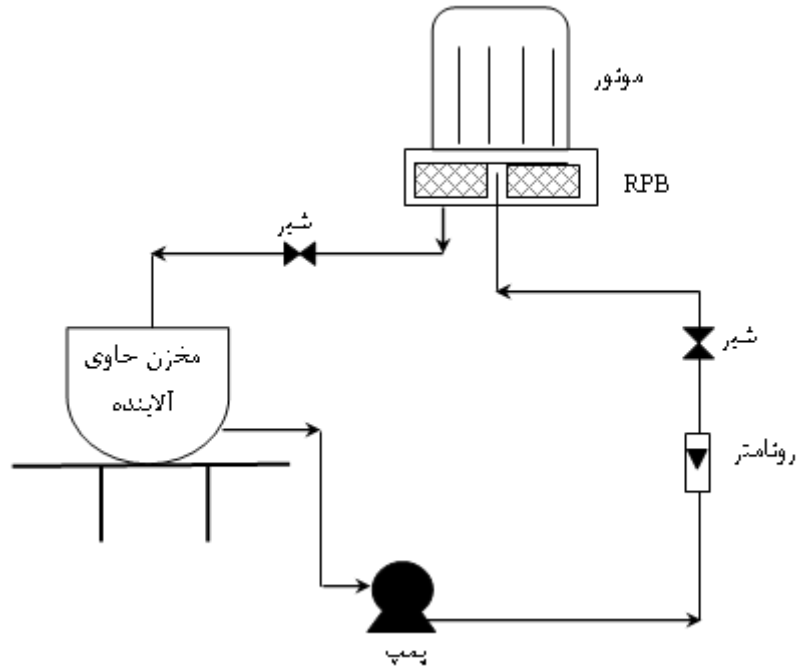 موتور
RPB
شیر
شیر
مخزن حاوی
آلاینده
روتامتر
پمپ